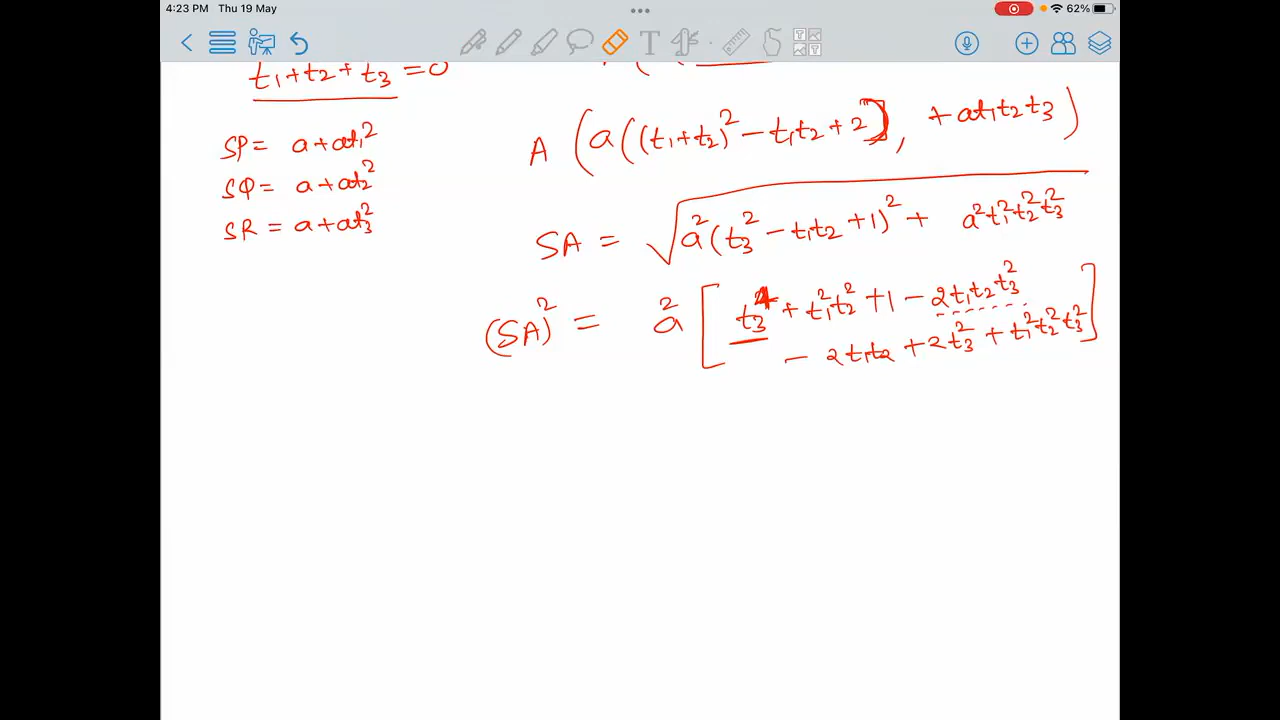 4:23 PM Thu 19 May
62%
t₁+t₂+t₃ = 0
SP = a+at₁²
SQ = a+at₂²
SR = a+at₃²
A (a((t₁+t₂)² − t₁t₂ + 2), + at₁t₂t₃)
SA = √a²(t₃² − t₁t₂ + 1)² + a²t₁²t₂²t₃²
(SA)² = a² [ t₃⁴ + t₁²t₂² + 1 − 2t₁t₂t₃²
− 2t₁t₂ + 2t₃² + t₁²t₂²t₃² ]